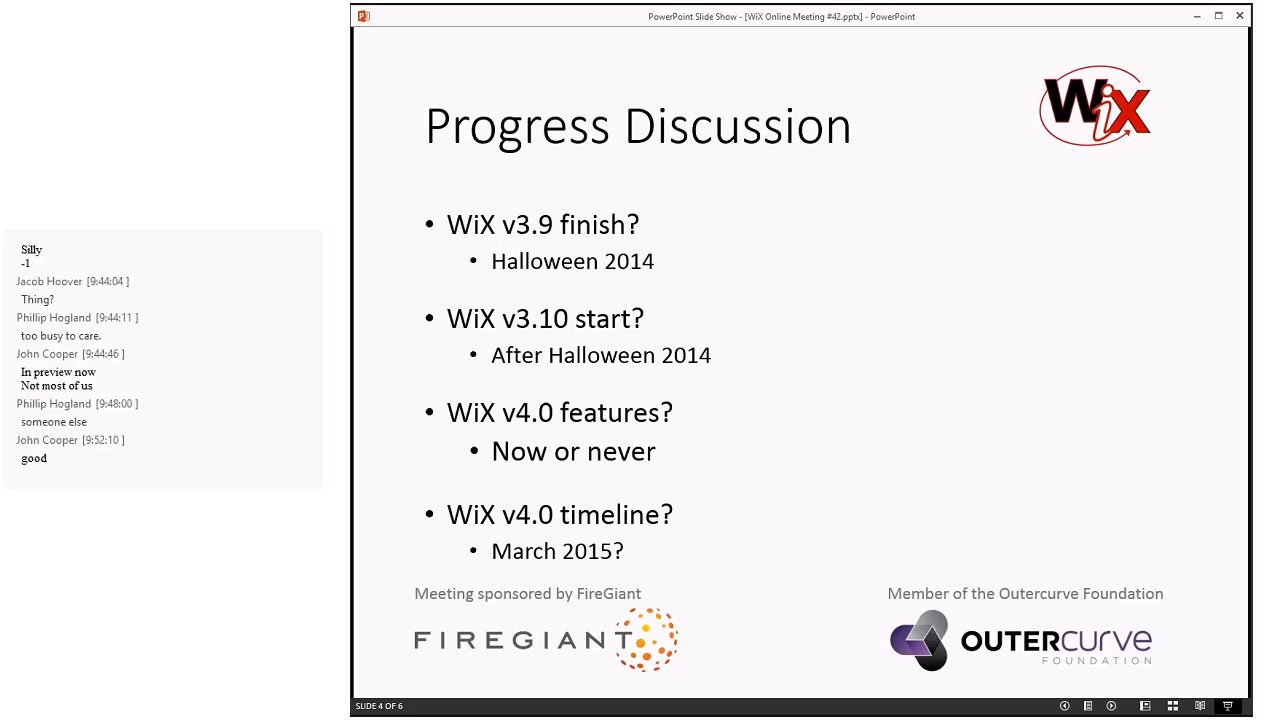 PowerPoint Slide Show - [WiX Online Meeting #42.pptx] - PowerPoint
Silly
-1
Jacob Hoover [9:44:04 ]
Thing?
Phillip Hogland [9:44:11 ]
too busy to care.
John Cooper [9:44:46 ]
In preview now
Not most of us
Phillip Hogland [9:48:00 ]
someone else
John Cooper [9:52:10 ]
good
WiX
Progress Discussion
• WiX v3.9 finish?
• Halloween 2014
• WiX v3.10 start?
• After Halloween 2014
• WiX v4.0 features?
• Now or never
• WiX v4.0 timeline?
• March 2015?
Meeting sponsored by FireGiant
FIREGIANT
Member of the Outercurve Foundation
OUTERCURVE
FOUNDATION
SLIDE 4 OF 6